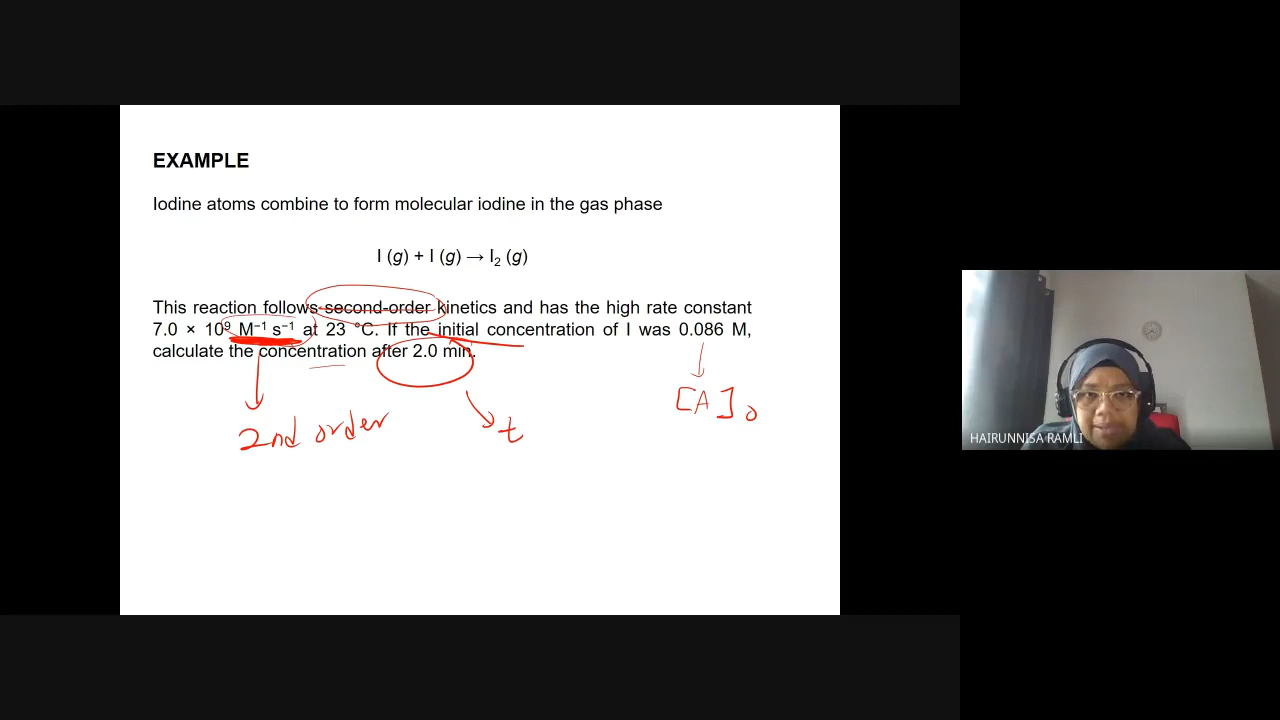 EXAMPLE
Iodine atoms combine to form molecular iodine in the gas phase
I (g) + I (g) → I₂ (g)
This reaction follows second-order kinetics and has the high rate constant
7.0 × 10⁹ M⁻¹ s⁻¹ at 23 °C. If the initial concentration of I was 0.086 M,
calculate the concentration after 2.0 min.
[A]₀
2nd order
t
HAIRUNNISA RAMLI